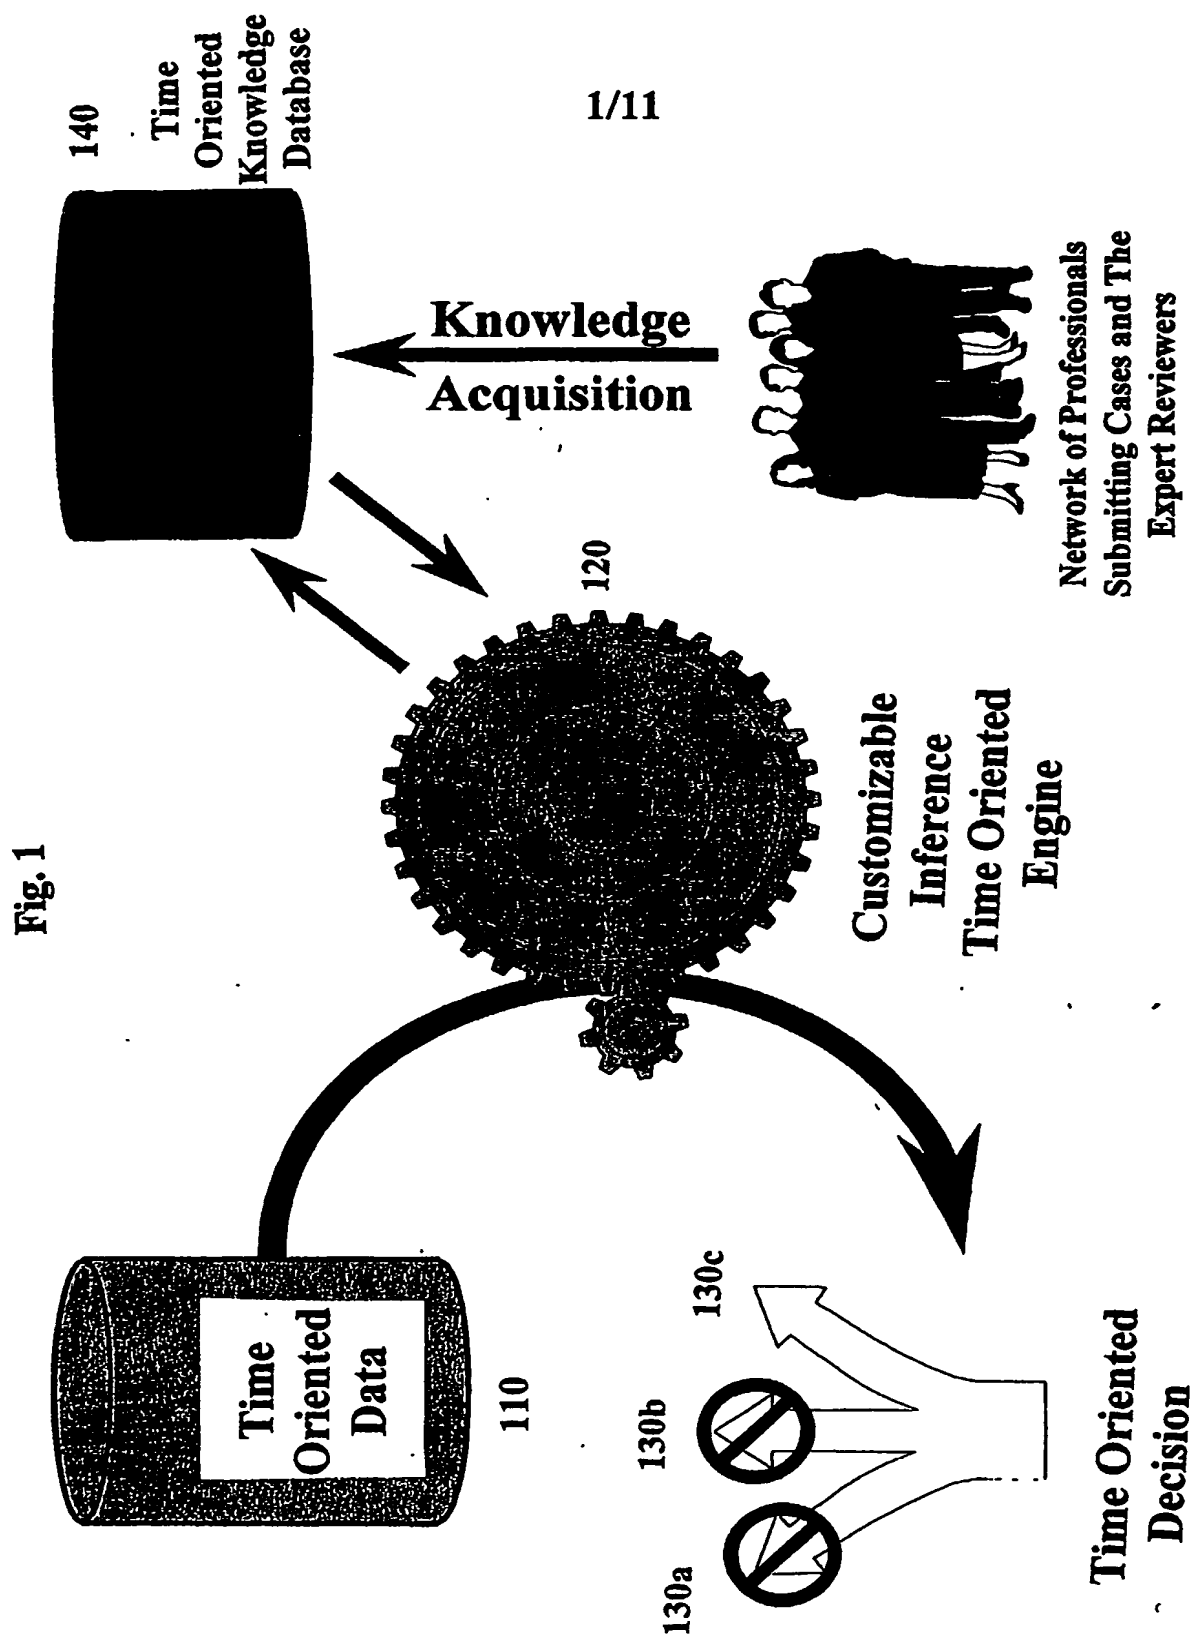 1/11
Fig. 1
Time
Oriented
Data
110
Customizable
Inference
Time Oriented
Engine
120
140
Time
Oriented
Knowledge
Database
Knowledge
Acquisition
Network of Professionals
Submitting Cases and The
Expert Reviewers
130a
130b
130c
Time Oriented
Decision